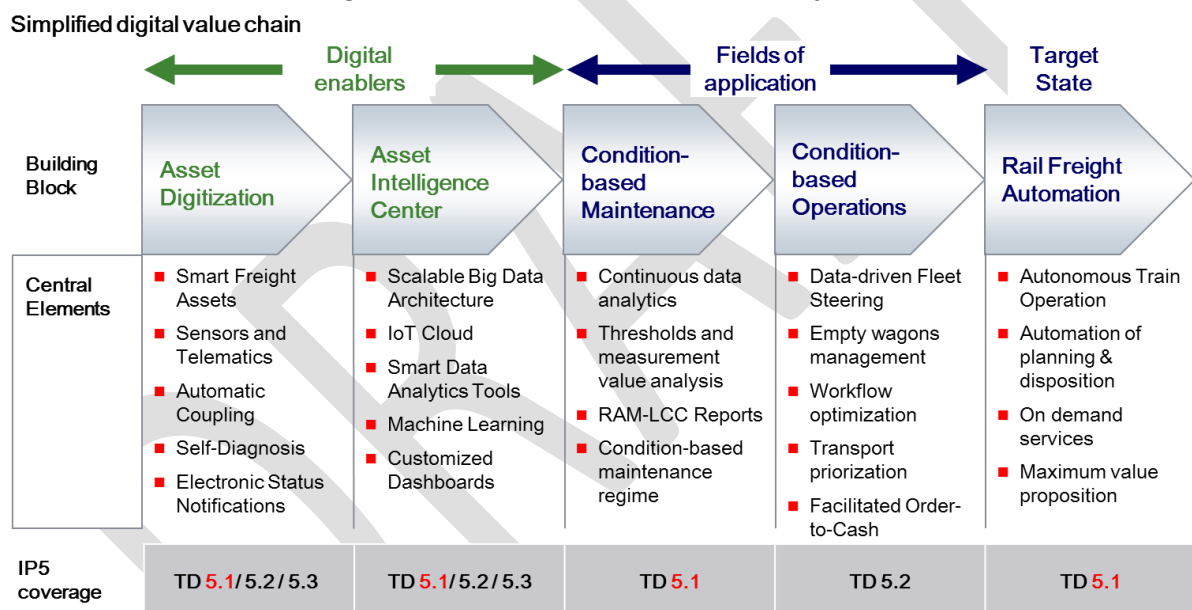 Simplified digital value chain
Digital
enablers
Fields of
application
Target
State
Building
Block
Asset
Digitization
Asset
Intelligence
Center
Condition-
based
Maintenance
Condition-
based
Operations
Rail Freight
Automation
Central
Elements
Smart Freight
Assets
Sensors and
Telematics
Automatic
Coupling
Self-Diagnosis
Electronic Status
Notifications
Scalable Big Data
Architecture
IoT Cloud
Smart Data
Analytics Tools
Machine Learning
Customized
Dashboards
Continuous data
analytics
Thresholds and
measurement
value analysis
RAM-LCC Reports
Condition-based
maintenance
regime
Data-driven Fleet
Steering
Empty wagons
management
Workflow
optimization
Transport
priorization
Facilitated Order-
to-Cash
Autonomous Train
Operation
Automation of
planning &
disposition
On demand
services
Maximum value
proposition
IP5
coverage
TD 5.1/ 5.2 / 5.3
TD 5.1/ 5.2 / 5.3
TD 5.1
TD 5.2
TD 5.1